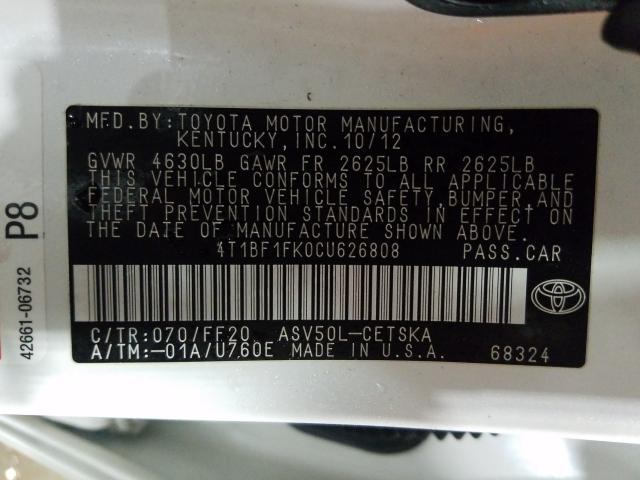 MFD.BY:TOYOTA MOTOR MANUFACTURING,
KENTUCKY, INC.10/12
GVWR 4630LB GAWR FR 2625LB RR 2625LB
THIS VEHICLE CONFORMS TO ALL APPLICABLE
FEDERAL MOTOR VEHICLE SAFETY,BUMPER,AND
THEFT PREVENTION STANDARDS IN EFFECT ON
THE DATE OF MANUFACTURE SHOWN ABOVE.
4T1BF1FK0CU626808 PASS.CAR
C/TR:070/FF20 ASV50L-CETSKA
A/TM:-01A/U760E MADE IN U.S.A. 68324
42661-06732 P8